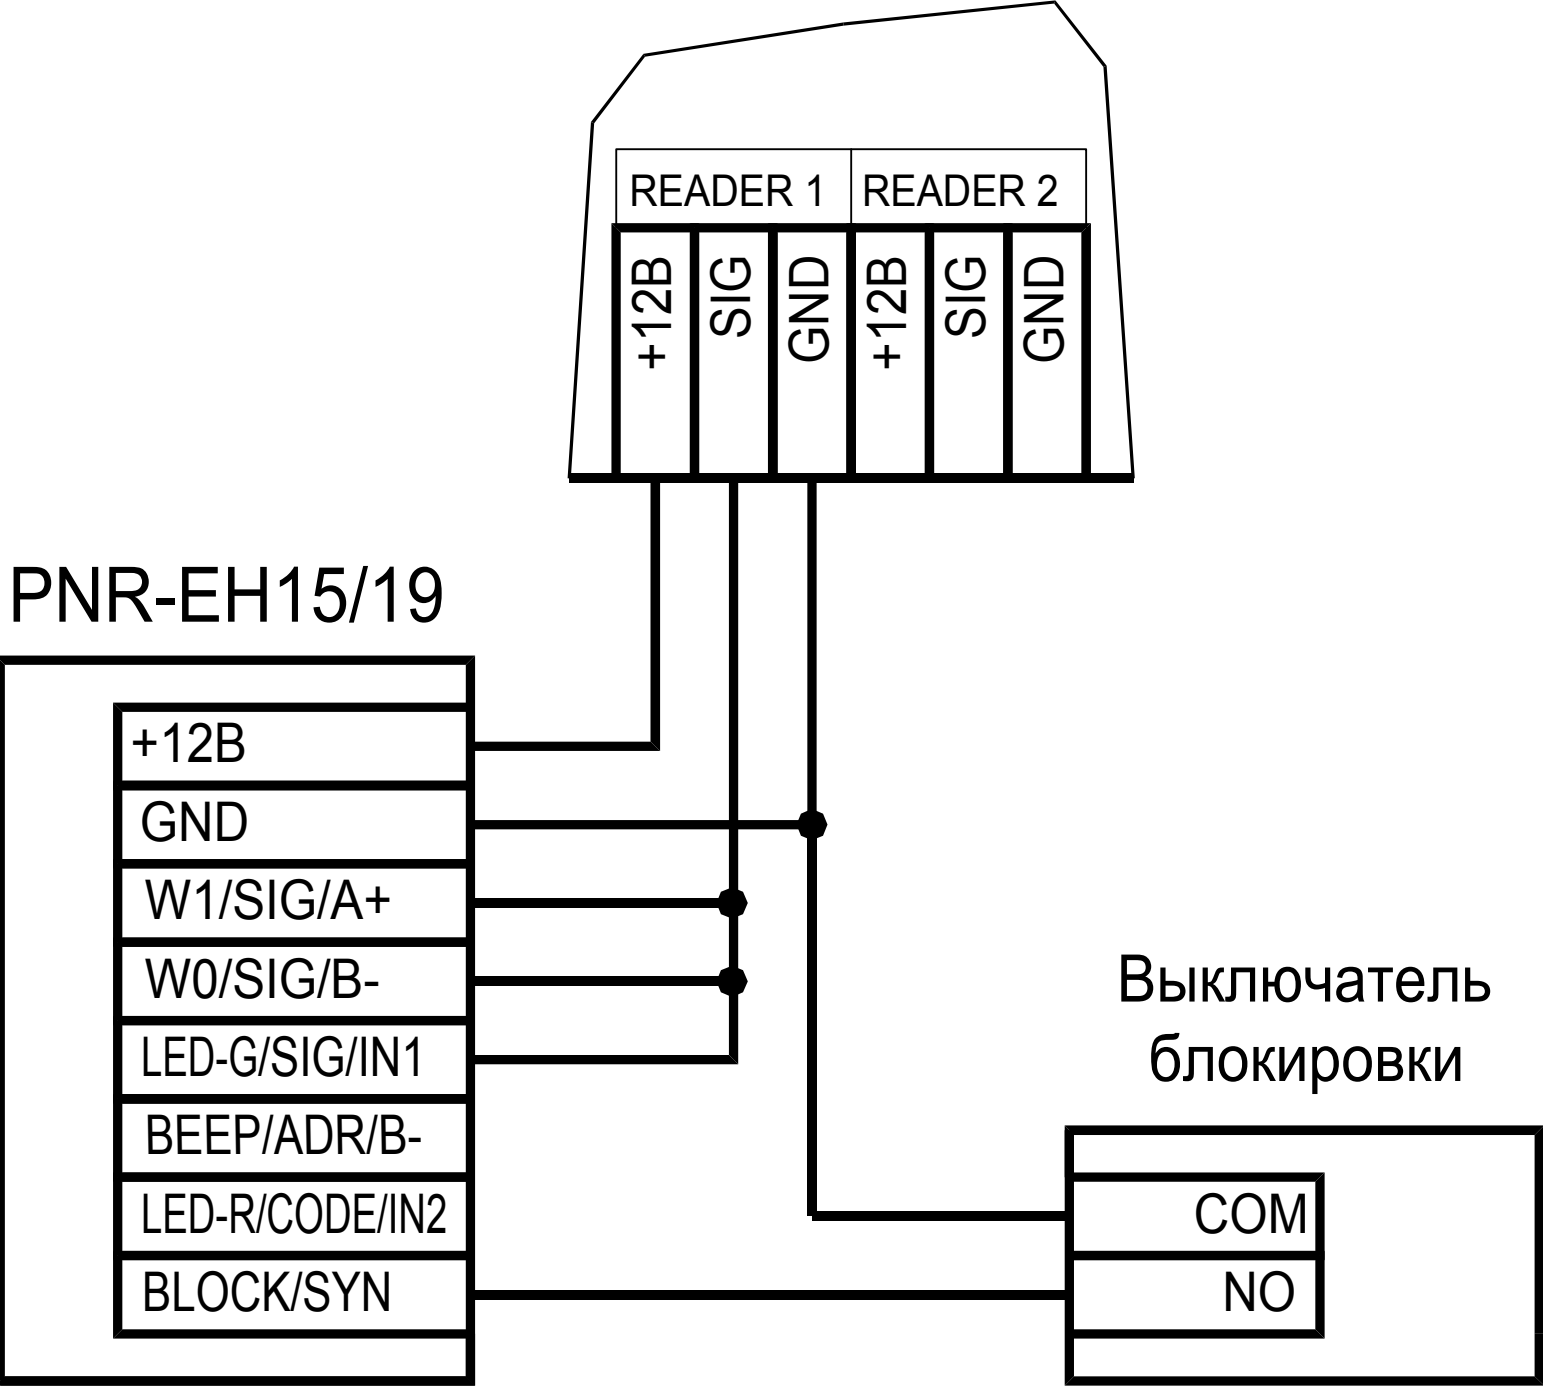 READER 1 READER 2
+12В SIG GND +12В SIG GND
PNR-EH15/19
+12В
GND
W1/SIG/A+
W0/SIG/B-
LED-G/SIG/IN1
BEEP/ADR/B-
LED-R/CODE/IN2
BLOCK/SYN
Выключатель
блокировки
COM
NO